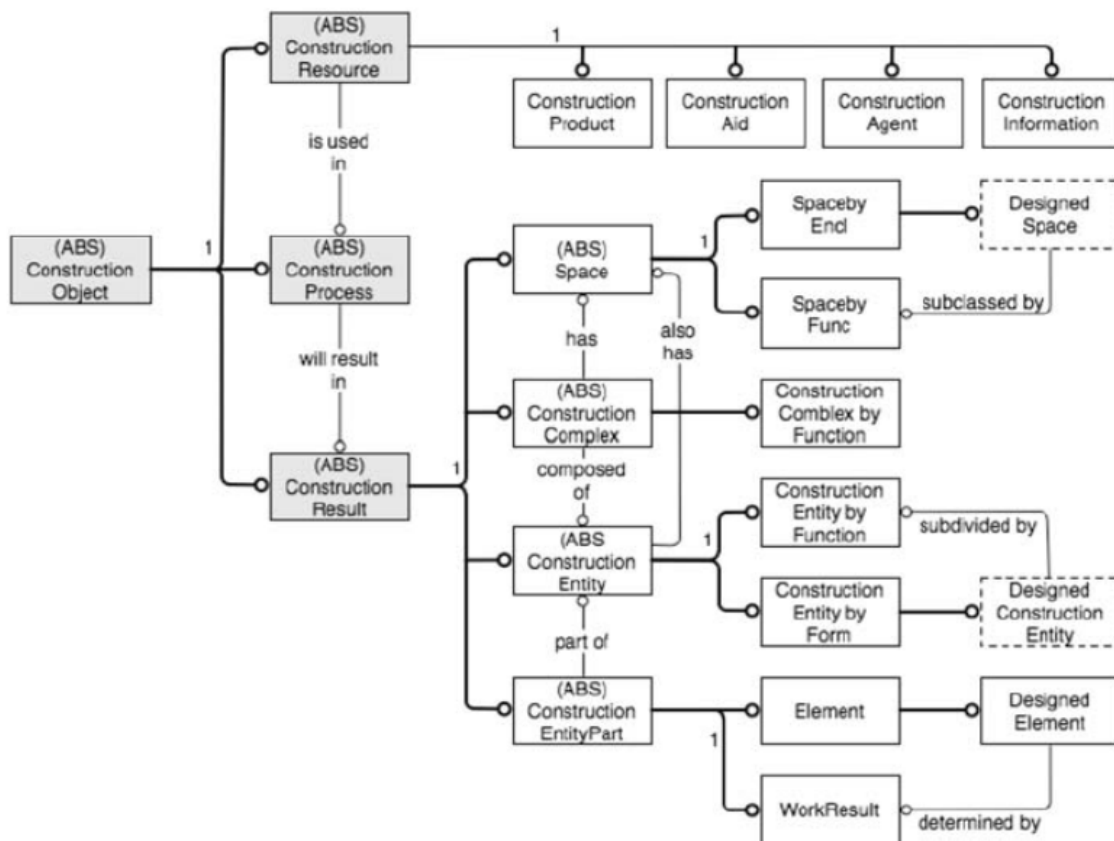 (ABS)
Construction
Resource
1
Construction
Product
Construction
Aid
Construction
Agent
Construction
Information
is used
in
(ABS)
Construction
Object
1
(ABS)
Construction
Process
will result
in
(ABS)
Construction
Result
1
(ABS)
Space
1
Spaceby
Encl
Designed
Space
Spaceby
Func
subclassed by
has
also
has
(ABS)
Construction
Complex
Construction
Comblex by
Function
composed
of
(ABS
Construction
Entity
1
Construction
Entity by
Function
subdivided by
Construction
Entity by
Form
Designed
Construction
Entity
part of
(ABS)
Construction
EntityPart
1
Element
Designed
Element
WorkResult
determined by